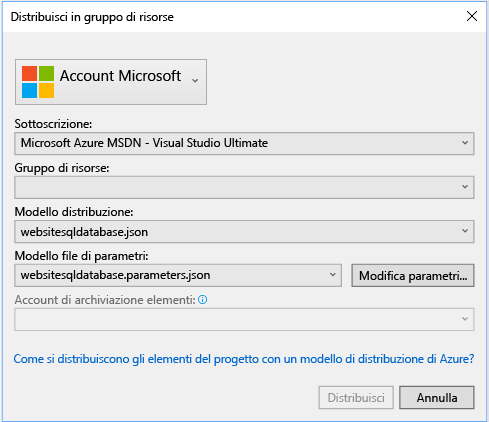 Distribuisci in gruppo di risorse
Account Microsoft
Sottoscrizione:
Microsoft Azure MSDN - Visual Studio Ultimate
Gruppo di risorse:
Modello distribuzione:
websitesqldatabase.json
Modello file di parametri:
websitesqldatabase.parameters.json
Modifica parametri...
Account di archiviazione elementi:
Come si distribuiscono gli elementi del progetto con un modello di distribuzione di Azure?
Distribuisci
Annulla